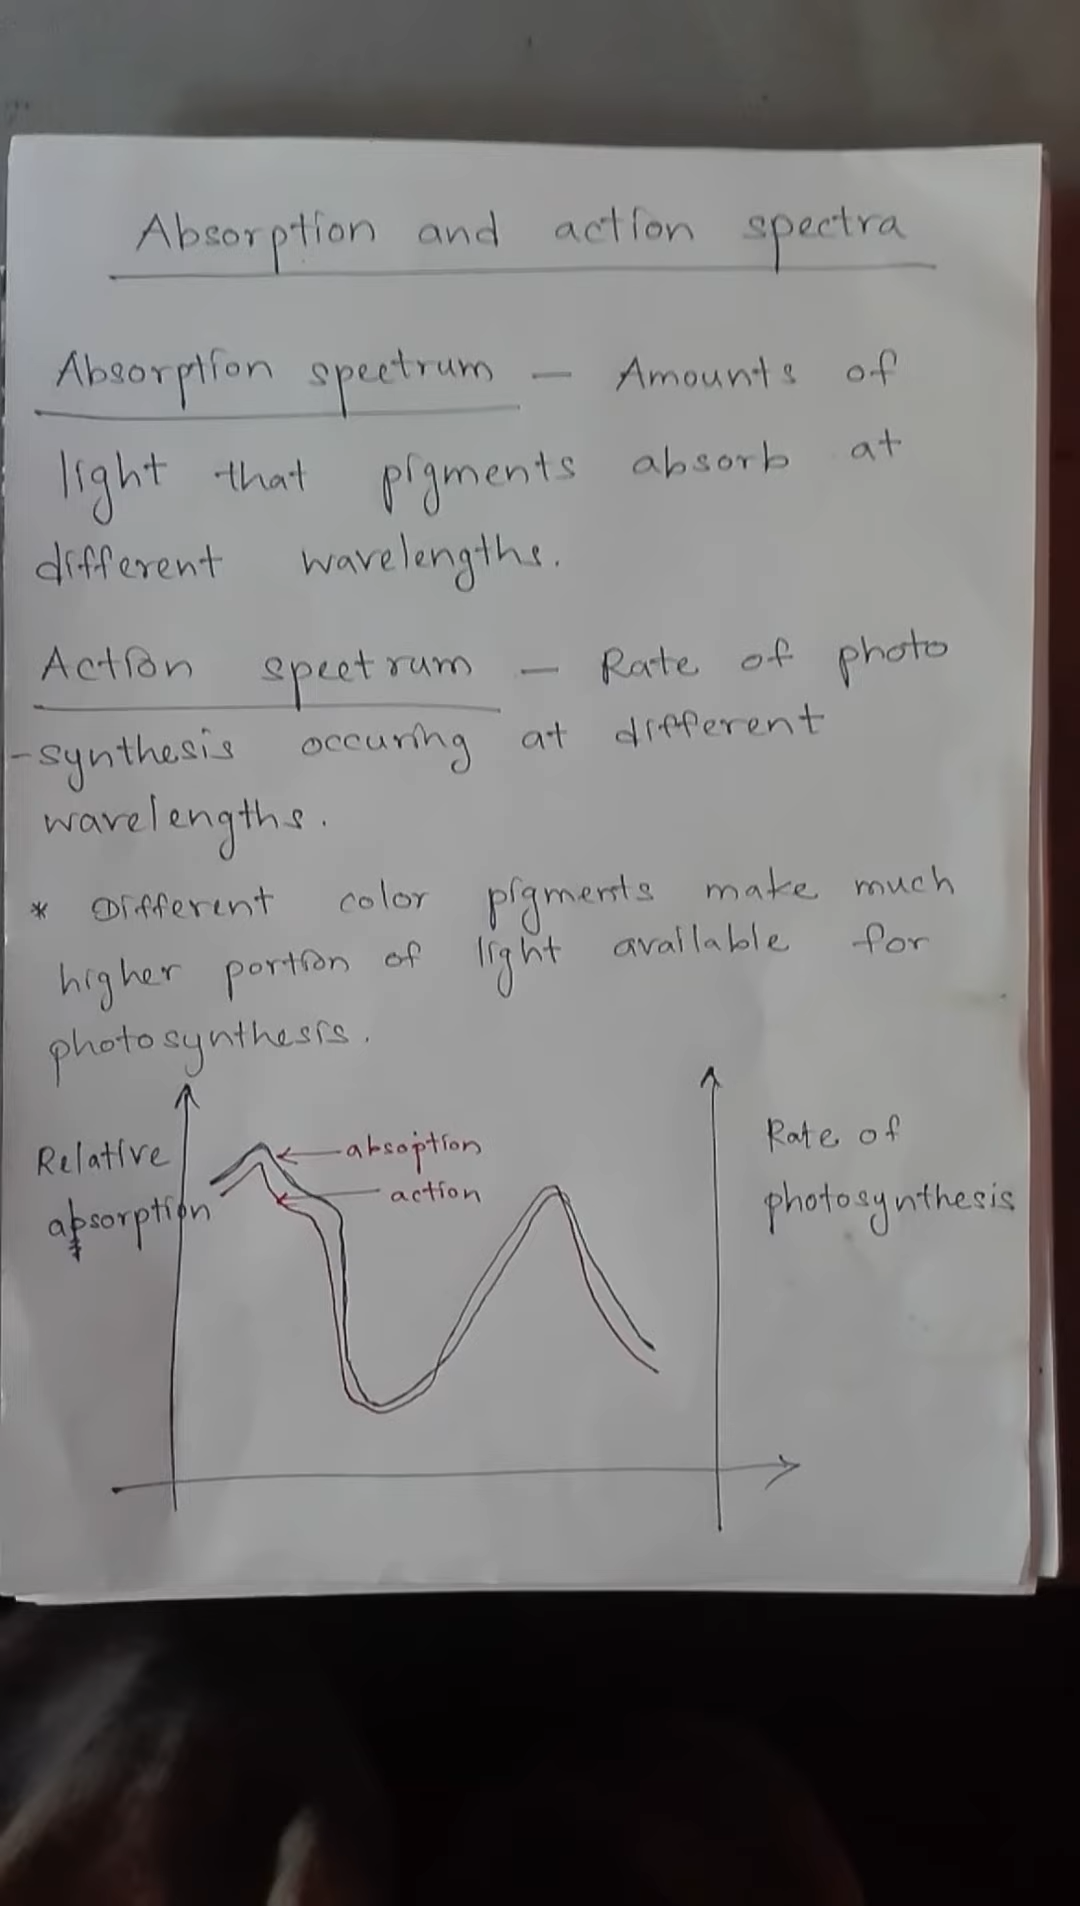 Absorption and action spectra
Absorption spectrum — Amounts of
light that pigments absorb at
different wavelengths.
Action spectrum — Rate of photo
-synthesis occuring at different
wavelengths.
* Different color pigments make much
higher portion of light available for
photosynthesis.
Relative
absorption
absoption
action
Rate of
photosynthesis